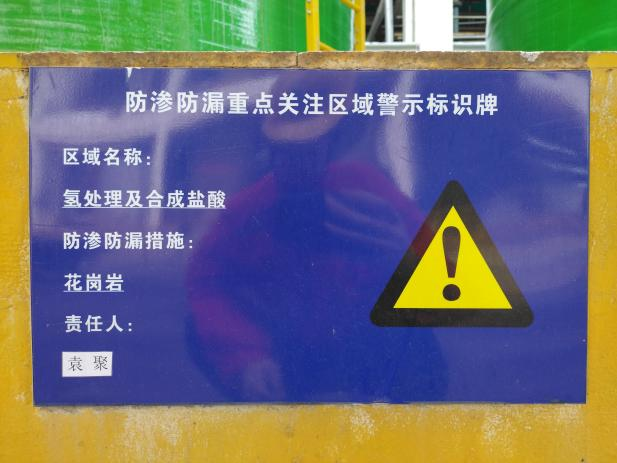 防渗防漏重点关注区域警示标识牌
区域名称：
氢处理及合成盐酸
防渗防漏措施：
花岗岩
责任人：
袁 聚